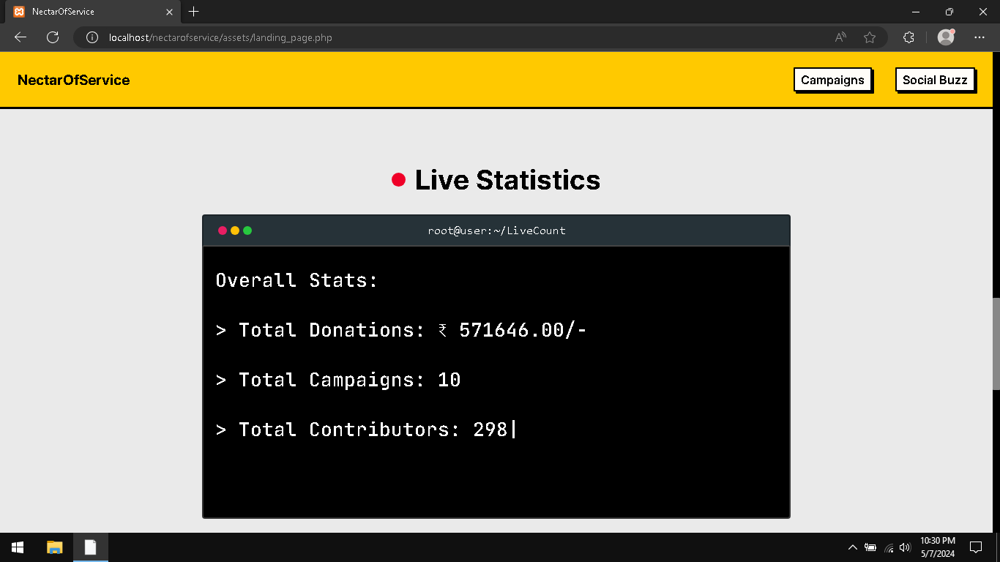 NectarOfService
localhost/nectarofservice/assets/landing_page.php
NectarOfService
Campaigns
Social Buzz
Live Statistics
root@user:~/LiveCount
Overall Stats:
> Total Donations: ₹ 571646.00/-
> Total Campaigns: 10
> Total Contributors: 298|
10:30 PM
5/7/2024